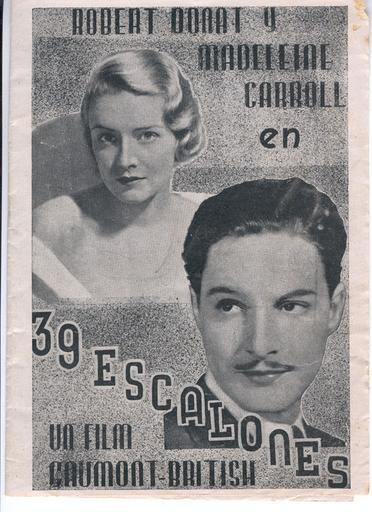 ROBERT DONAT Y
MADELEINE
CARROLL
en
39 ESCALONES
UN FILM
GAUMONT-BRITISH